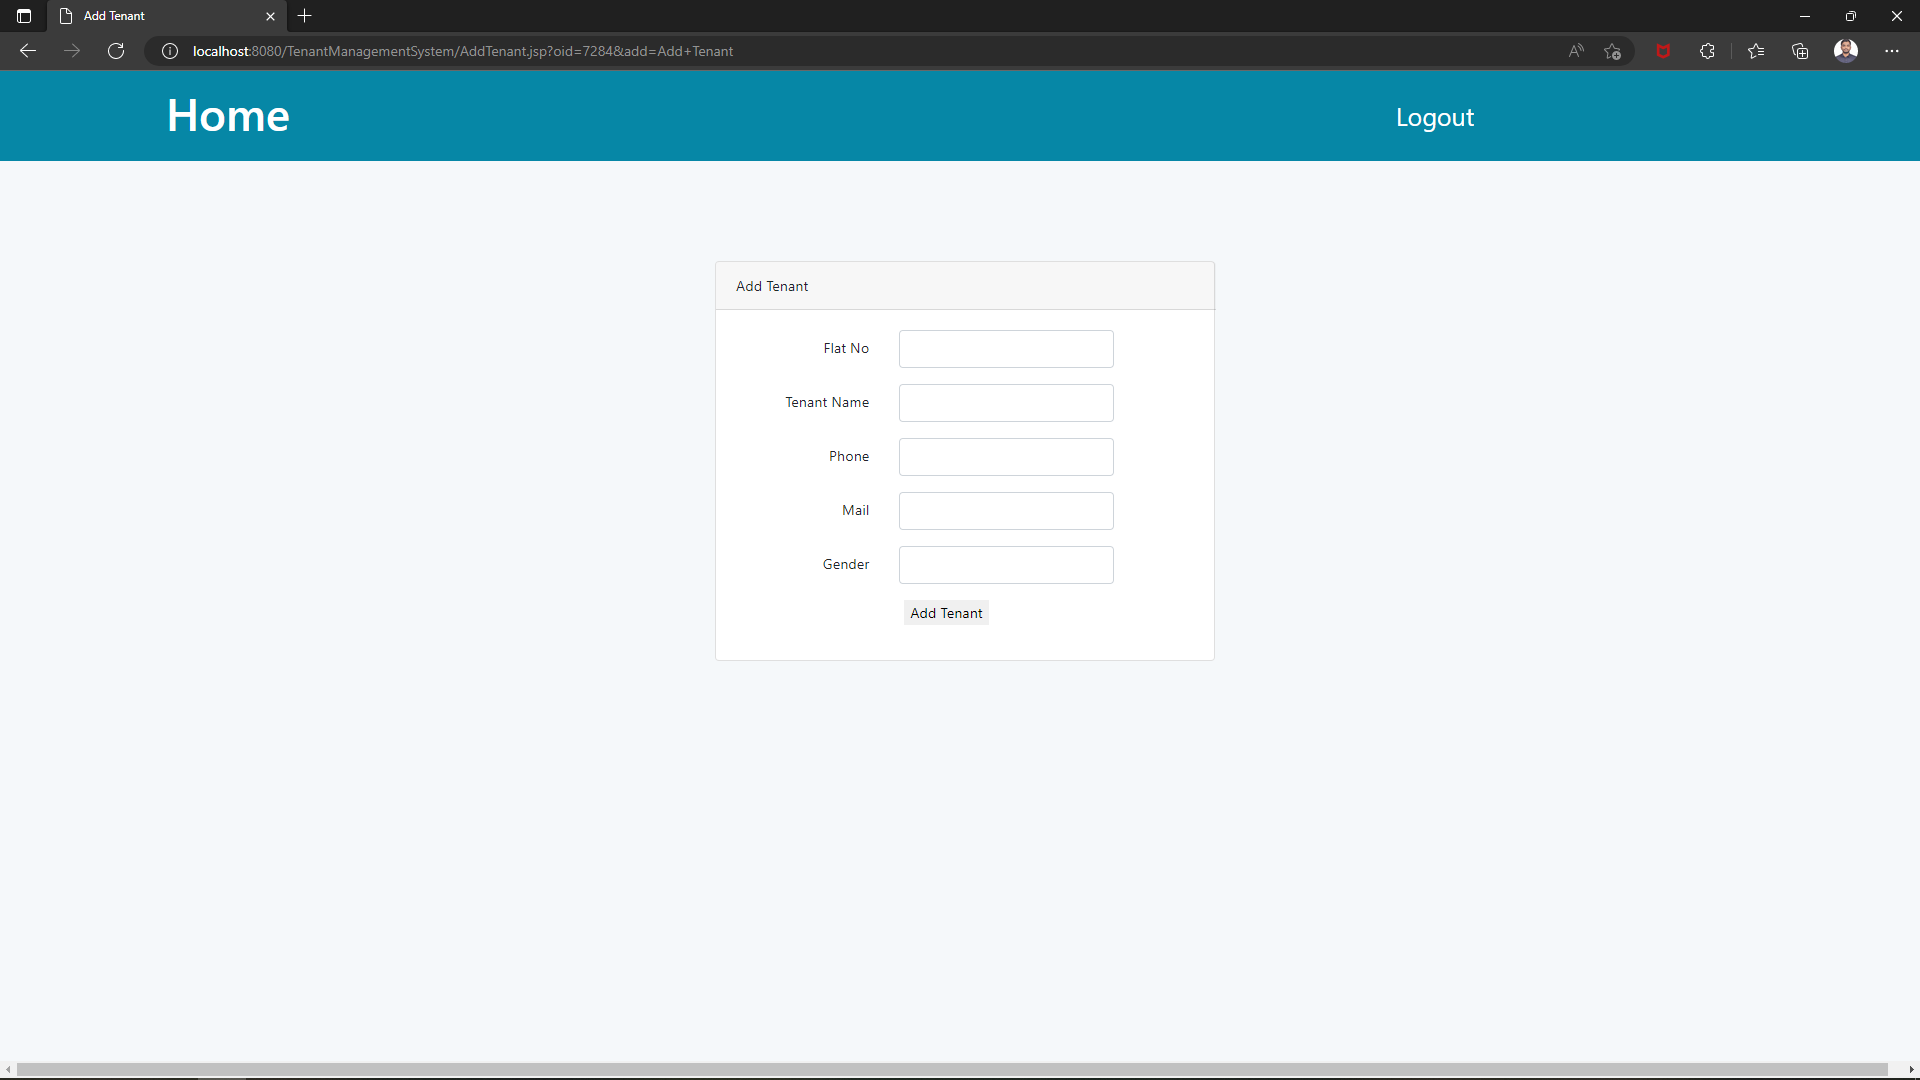 Add Tenant
localhost:8080/TenantManagementSystem/AddTenant.jsp?oid=7284&add=Add+Tenant
Home
Logout
Add Tenant
Flat No
Tenant Name
Phone
Mail
Gender
Add Tenant